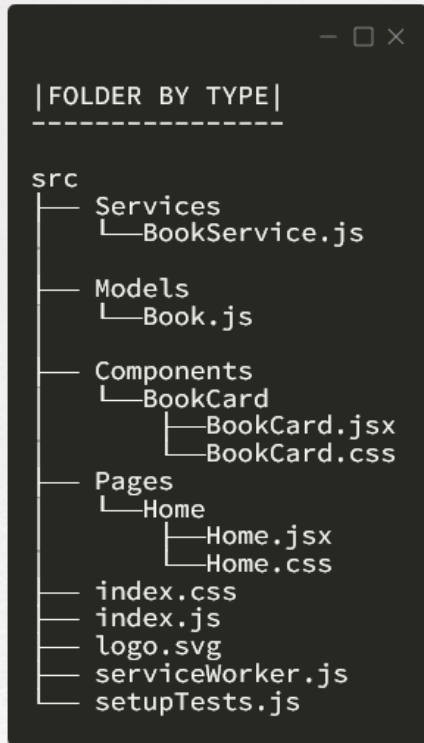 |FOLDER BY TYPE|
----------------
src
├── Services
│   └──BookService.js
│
├── Models
│   └──Book.js
│
├── Components
│   └──BookCard
│       ├──BookCard.jsx
│       └──BookCard.css
├── Pages
│   └──Home
│       ├──Home.jsx
│       └──Home.css
├── index.css
├── index.js
├── logo.svg
├── serviceWorker.js
└── setupTests.js